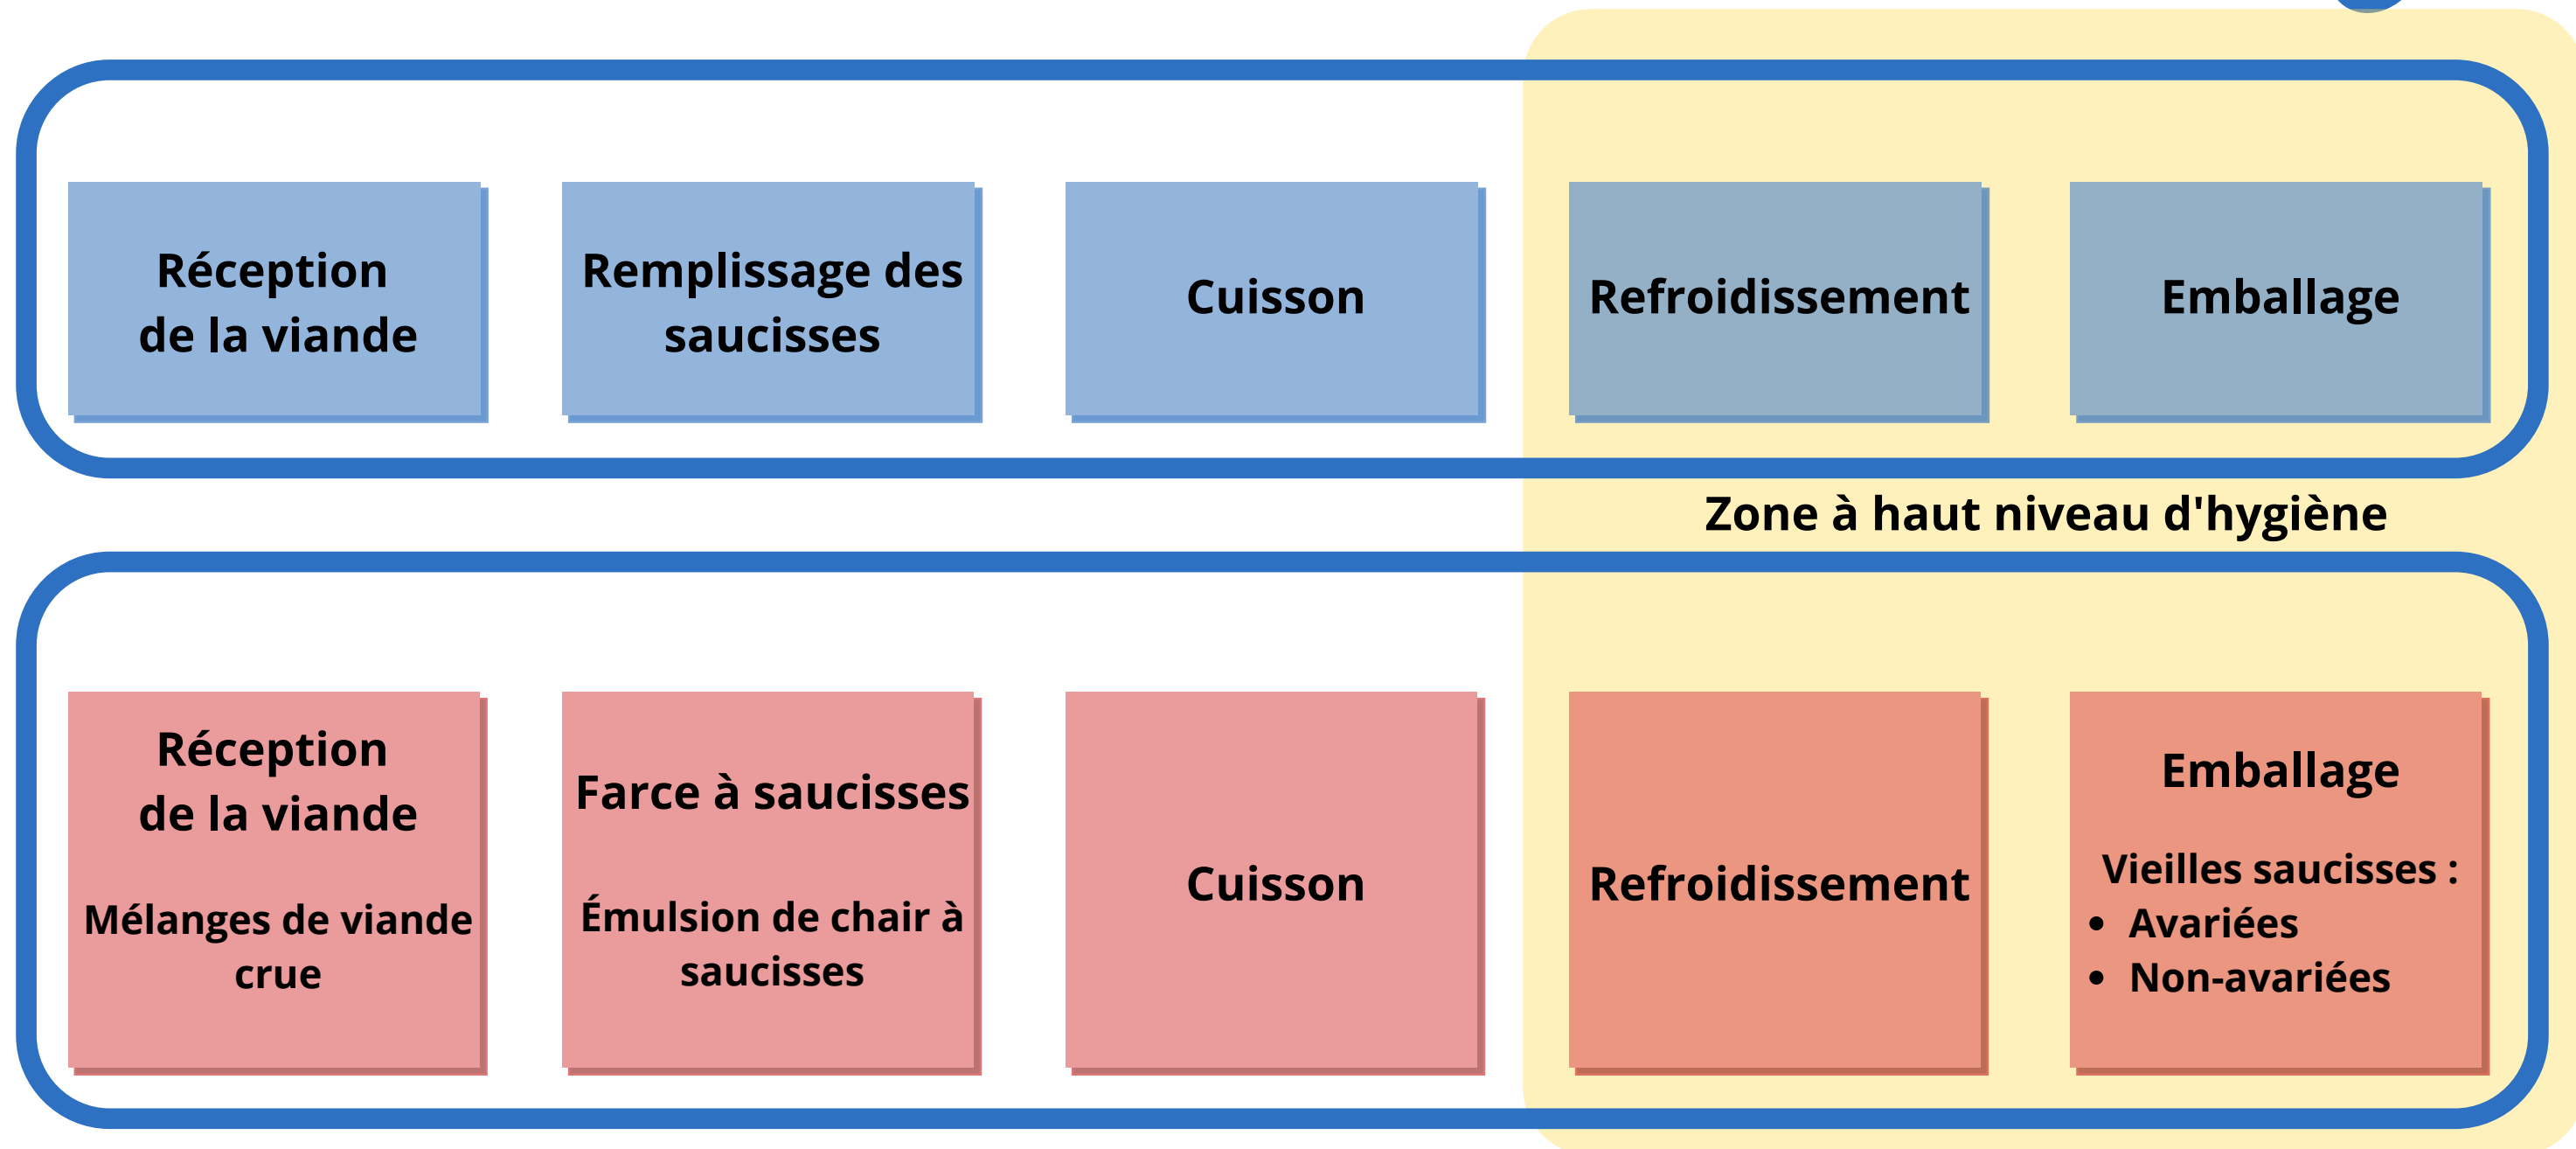 Réception
de la viande
Remplissage des
saucisses
Cuisson
Refroidissement
Emballage
Zone à haut niveau d'hygiène
Réception
de la viande
Mélanges de viande
crue
Farce à saucisses
Émulsion de chair à
saucisses
Cuisson
Refroidissement
Emballage
Vieilles saucisses :
• Avariées
• Non-avariées